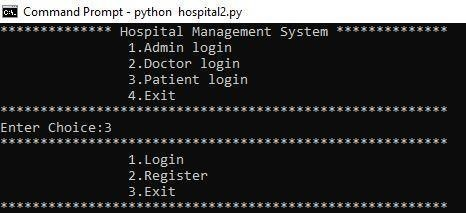 Command Prompt - python hospital2.py
************** Hospital Management System **************
1.Admin login
2.Doctor login
3.Patient login
4.Exit
********************************************************
Enter Choice:3
********************************************************
1.Login
2.Register
3.Exit
********************************************************